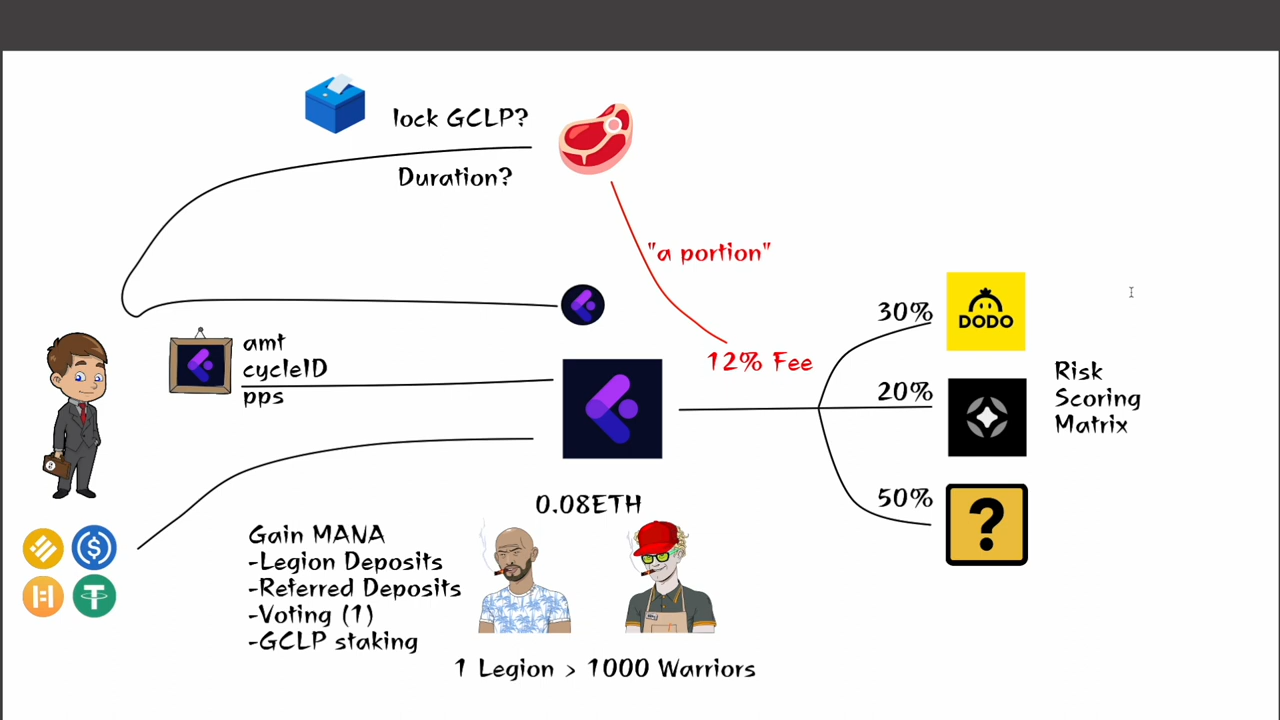 lock GCLP?
Duration?
"a portion"
12% Fee
amt
cycleID
pps
30%
DODO
20%
50%
?
Risk
Scoring
Matrix
0.08ETH
Gain MANA
-Legion Deposits
-Referred Deposits
-Voting (1)
-GCLP staking
1 Legion > 1000 Warriors